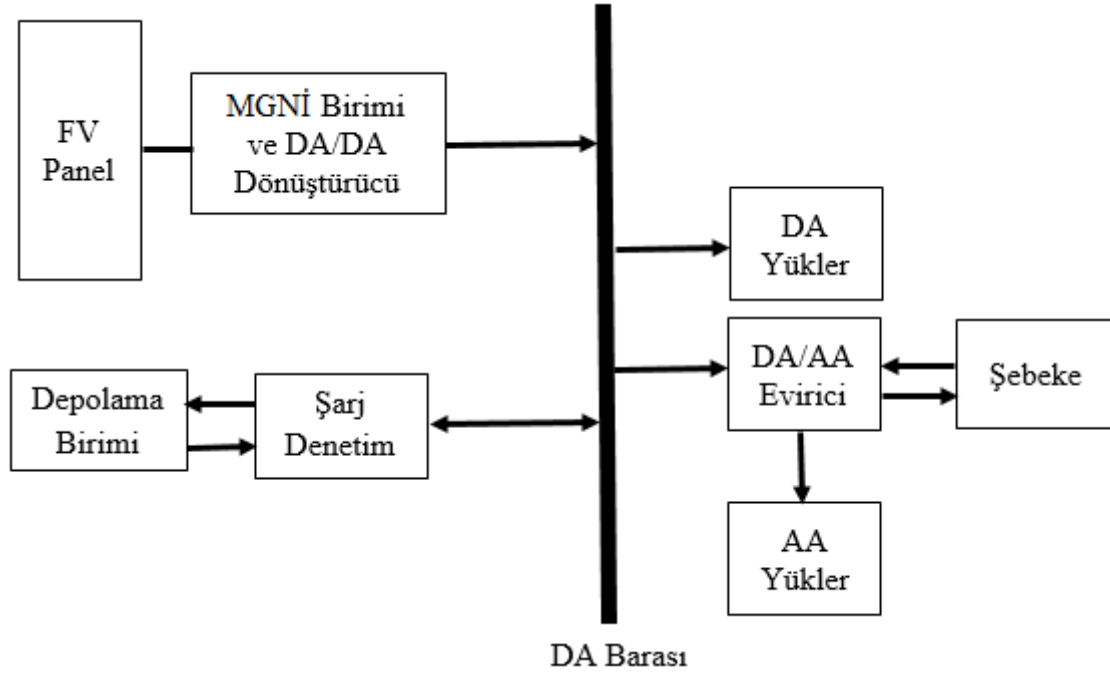 FV
Panel
MGNİ Birimi
ve DA/DA
Dönüştürücü
DA
Yükler
DA/AA
Evirici
Şebeke
Depolama
Birimi
Şarj
Denetim
AA
Yükler
DA Barası